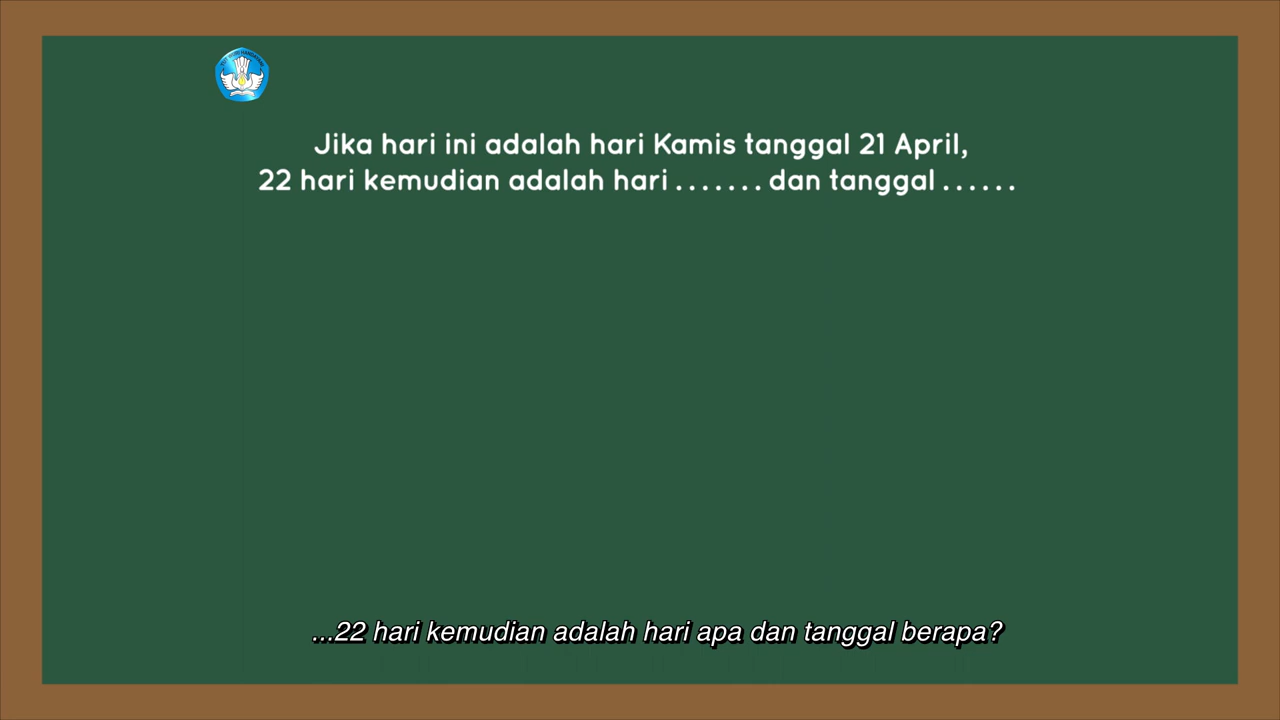 Jika hari ini adalah hari Kamis tanggal 21 April,
22 hari kemudian adalah hari ....... dan tanggal ......
...22 hari kemudian adalah hari apa dan tanggal berapa?